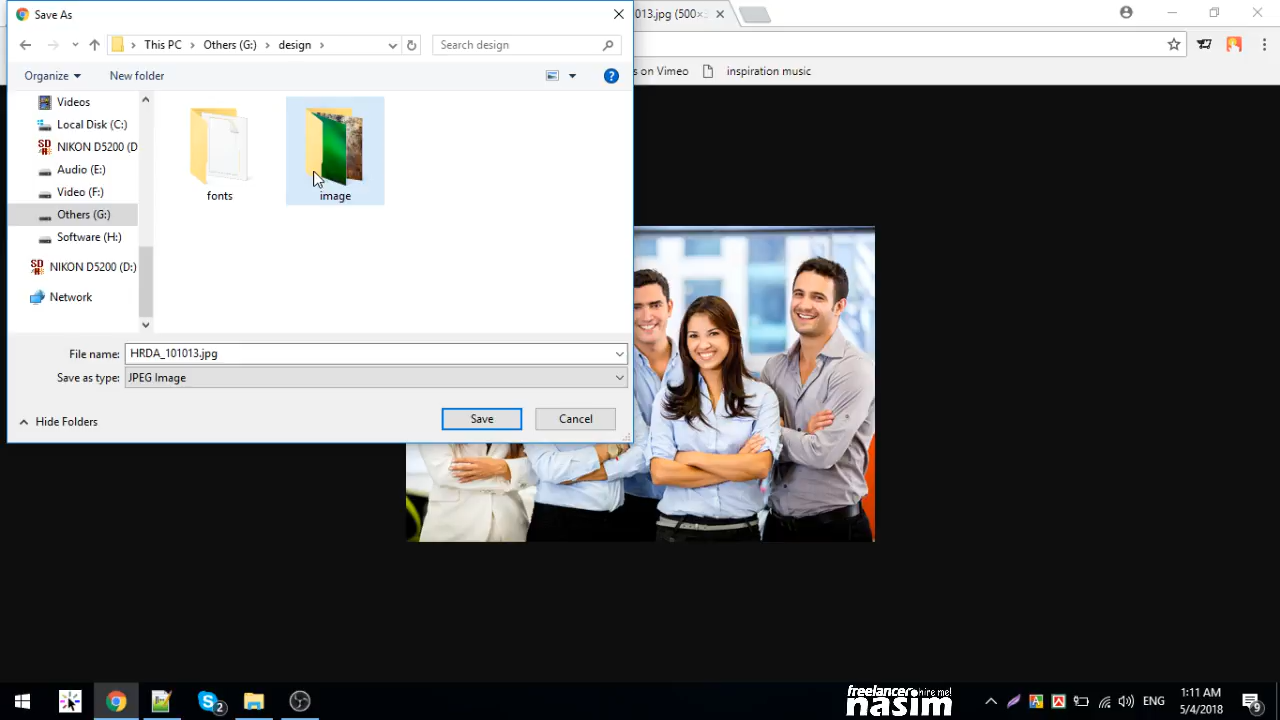 Save As
013.jpg (500×
This PC
Others (G:)
design
Search design
Organize
New folder
s on Vimeo
inspiration music
Videos
Local Disk (C:)
NIKON D5200 (D
Audio (E:)
Video (F:)
Others (G:)
Software (H:)
NIKON D5200 (D:)
Network
fonts
image
File name:
HRDA_101013.jpg
Save as type:
JPEG Image
Save
Cancel
Hide Folders
2
freelancer hire me!
nasim
ENG
1:11 AM
5/4/2018
9